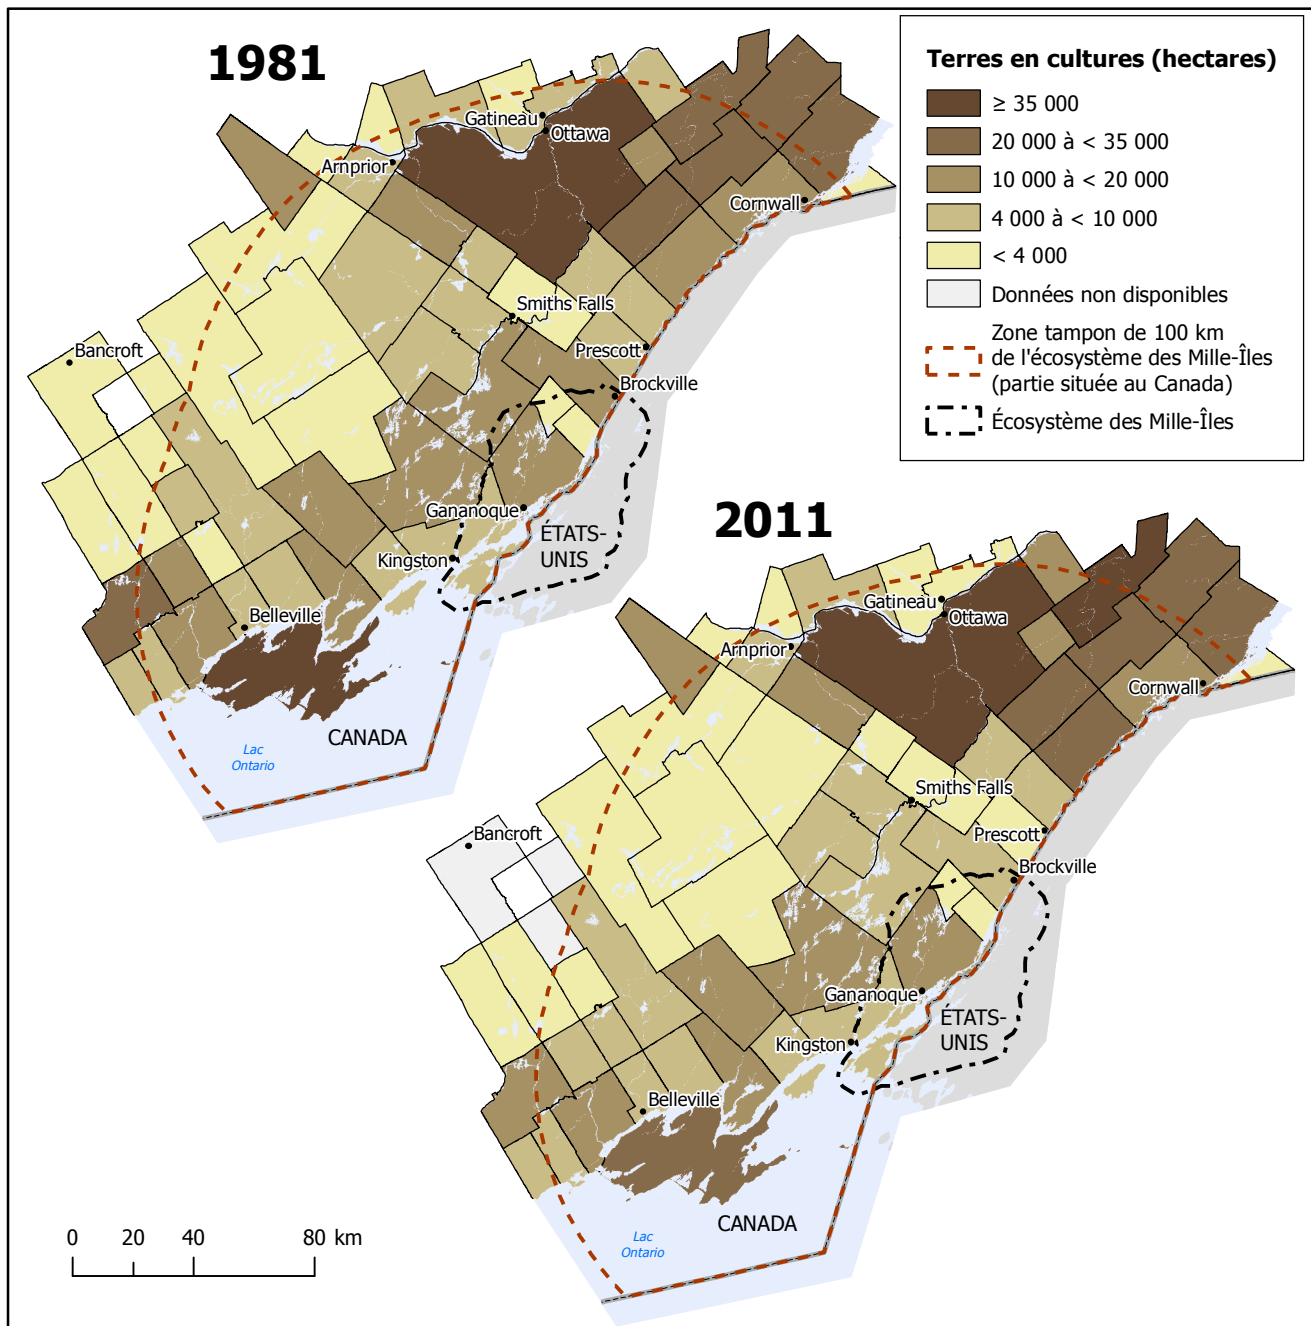 1981
Gatineau
Ottawa
Arnprior
Cornwall
Smiths Falls
Bancroft
Prescott
Brockville
Gananoque
ÉTATS-
UNIS
Kingston
Belleville
CANADA
Lac
Ontario
Terres en cultures (hectares)
≥ 35 000
20 000 à < 35 000
10 000 à < 20 000
4 000 à < 10 000
< 4 000
Données non disponibles
Zone tampon de 100 km
de l'écosystème des Mille-Îles
(partie située au Canada)
Écosystème des Mille-Îles
2011
Gatineau
Ottawa
Arnprior
Cornwall
Smiths Falls
Bancroft
Prescott
Brockville
Gananoque
ÉTATS-
UNIS
Kingston
Belleville
CANADA
Lac
Ontario
0 20 40 80 km